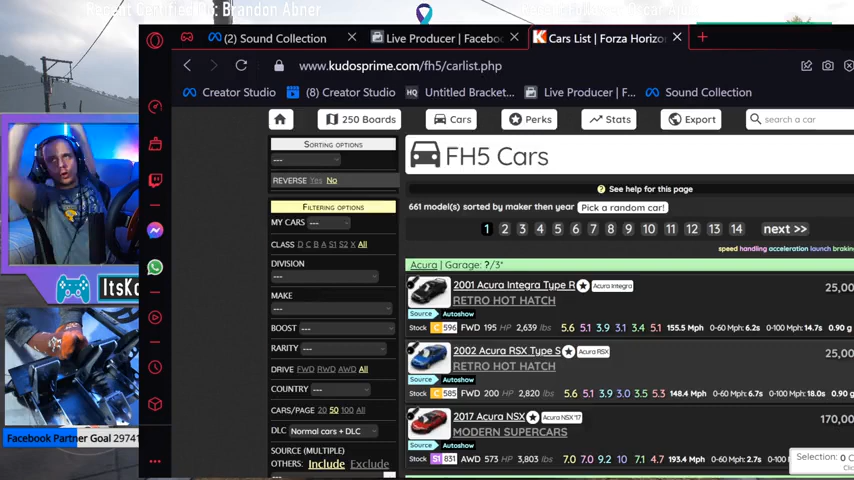 Brandon Abner
(2) Sound Collection
Live Producer | Faceboo
Cars List | Forza Horizo
www.kudosprime.com/fh5/carlist.php
Creator Studio
(8) Creator Studio
HQ
Untitled Bracket...
Live Producer | F...
Sound Collection
250 Boards
Cars
Perks
Stats
Export
search a car
Sorting options
---
REVERSE Yes No
FH5 Cars
? See help for this page
661 model(s) sorted by maker then year
Pick a random car!
1 2 3 4 5 6 7 8 9 10 11 12 13 14 next >>
speed handling acceleration launch braking
Filtering options
MY CARS ---
CLASS D C B A S1 S2 X All
DIVISION
---
MAKE
---
BOOST ---
RARITY ---
DRIVE FWD RWD AWD All
COUNTRY ---
CARS/PAGE 20 50 100 All
DLC Normal cars + DLC
SOURCE (MULTIPLE)
OTHERS: Include Exclude
---
Acura | Garage: ?/3*
2001 Acura Integra Type R Acura Integra 25,00
RETRO HOT HATCH
Source Autoshow
Stock C 596 FWD 195 HP 2,639 lbs 5.6 5.1 3.9 3.1 3.4 5.1 155.5 Mph 0-60 Mph: 6.2s 0-100 Mph: 14.7s 0.90 g
2002 Acura RSX Type S Acura RSX 25,00
RETRO HOT HATCH
Source Autoshow
Stock C 585 FWD 200 HP 2,820 lbs 5.6 5.1 3.9 3.0 3.5 5.3 148.4 Mph 0-60 Mph: 6.7s 0-100 Mph: 18.0s 0.90 g
2017 Acura NSX Acura NSX '17 170,00
MODERN SUPERCARS
Source Autoshow
Stock S1 831 AWD 573 HP 3,803 lbs 7.0 7.0 9.2 10 7.1 4.7 193.4 Mph 0-60 Mph: 2.7s 0-100 Mph:
Selection: 0 C
ItsKo
Facebook Partner Goal 29741